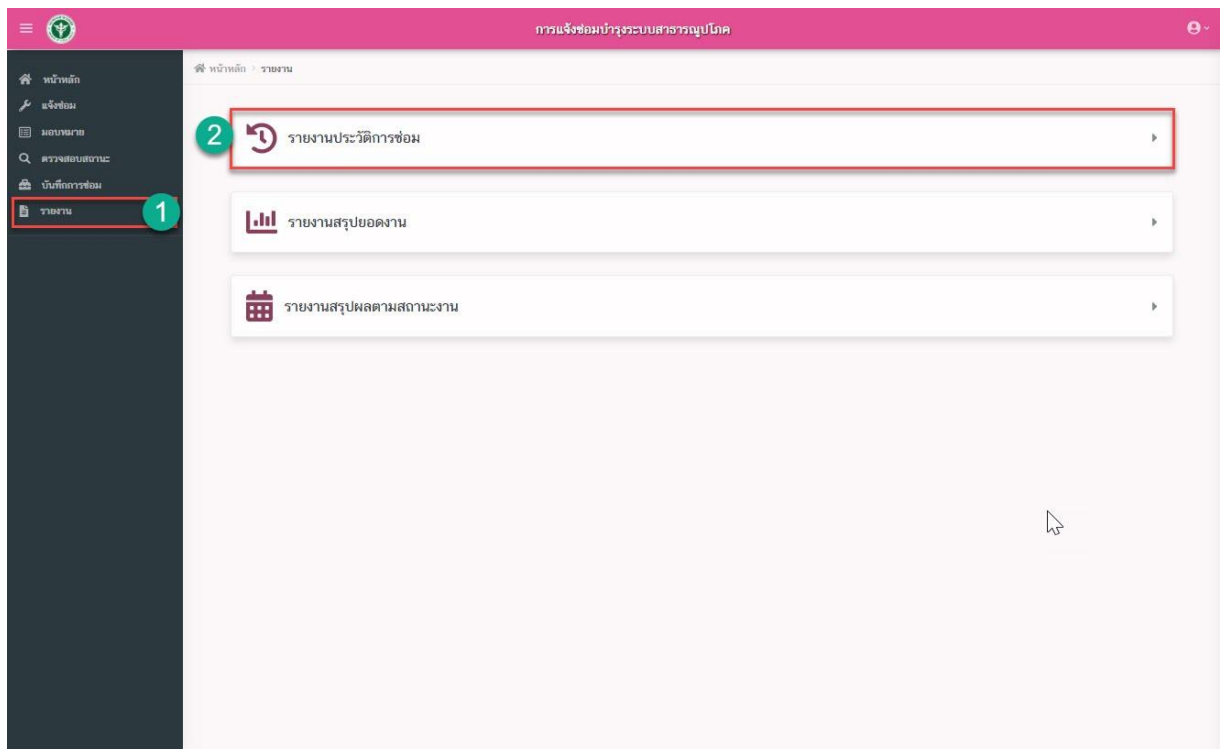 การแจ้งซ่อมบำรุงระบบสาธารณูปโภค
หน้าหลัก > รายงาน
หน้าหลัก
แจ้งซ่อม
มอบหมาย
ตรวจสอบสถานะ
บันทึกการซ่อม
รายงาน 1
2 รายงานประวัติการซ่อม
รายงานสรุปยอดงาน
รายงานสรุปผลตามสถานะงาน